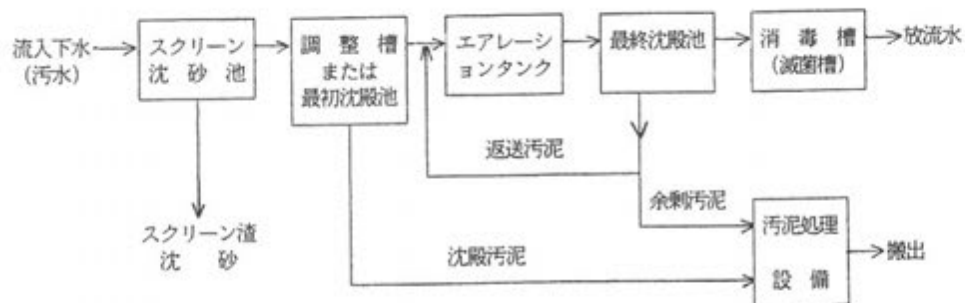 流入下水
(汚水)
スクリーン
沈砂池
調整槽
または
最初沈殿池
エアレーシ
ョンタンク
最終沈殿池
消毒槽
(滅菌槽)
放流水
返送汚泥
余剰汚泥
スクリーン渣
沈砂
沈殿汚泥
汚泥処理
設備
搬出